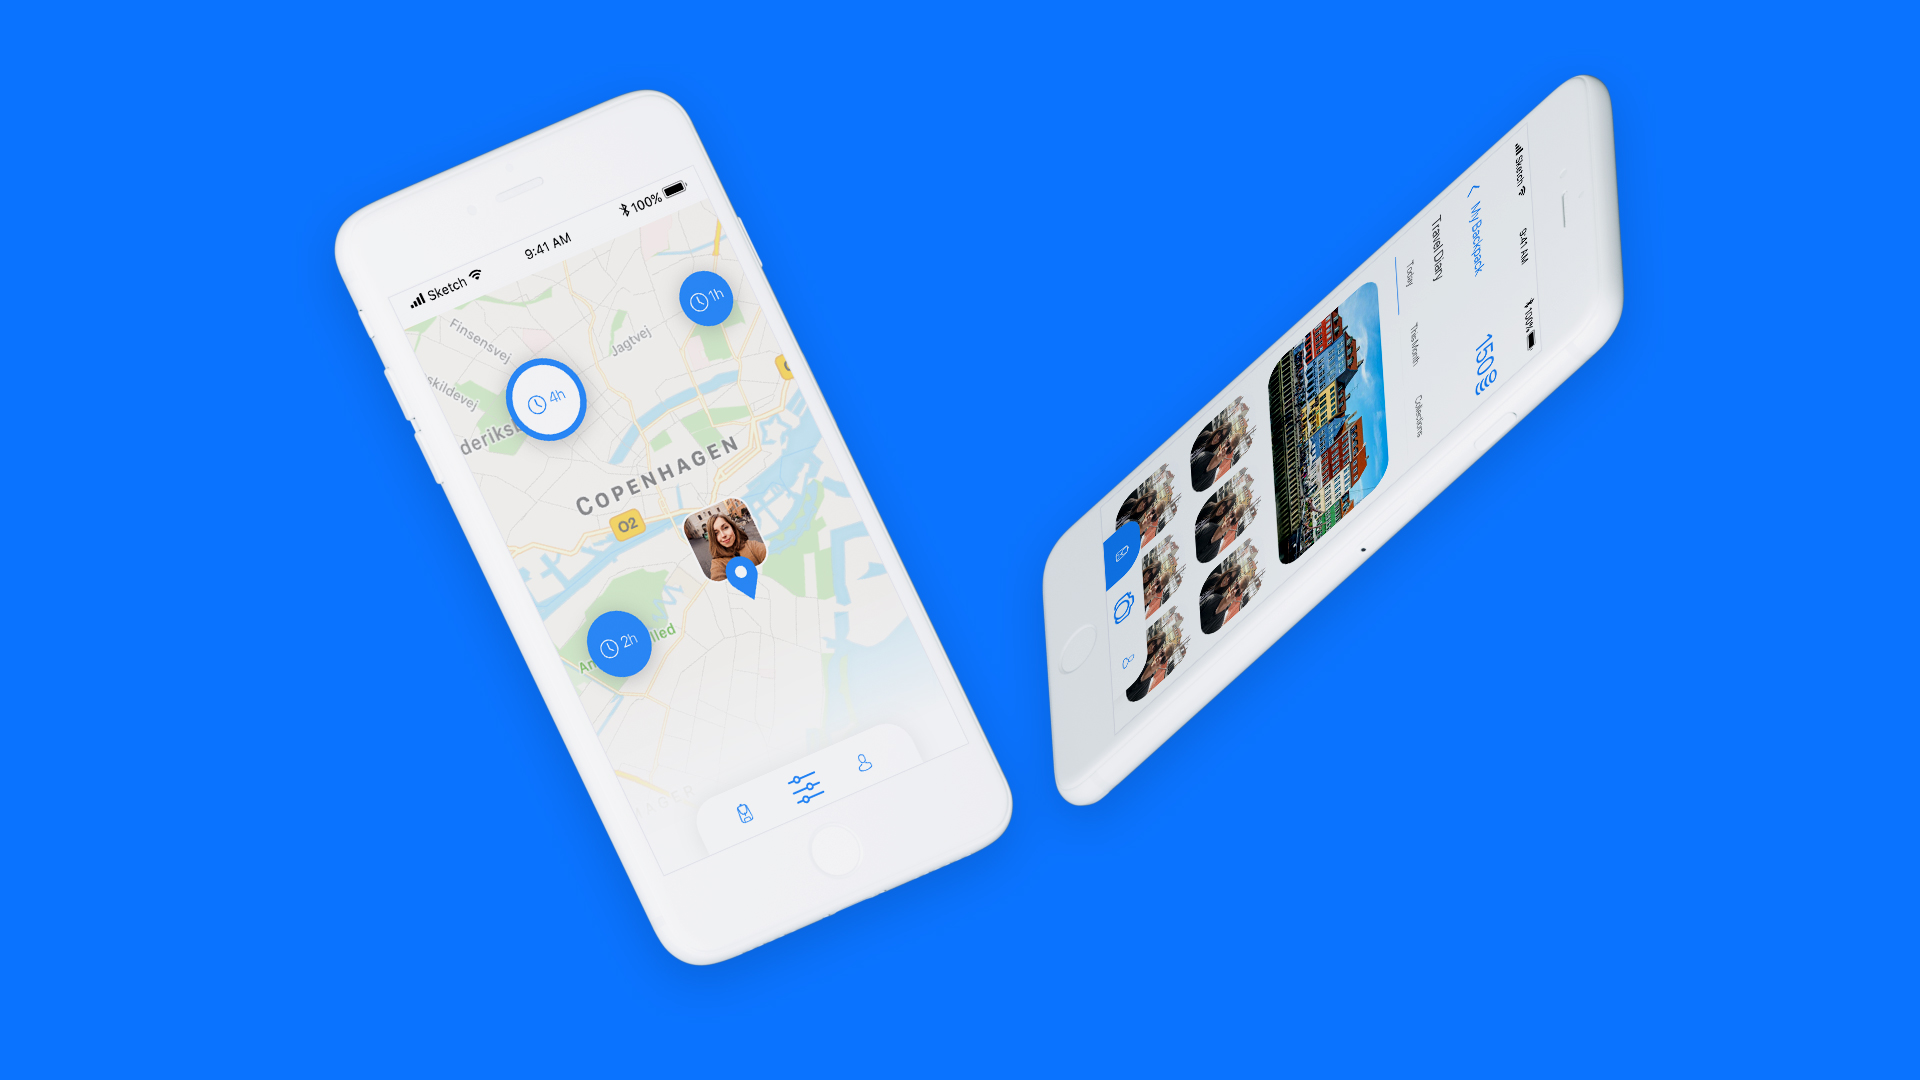 Sketch
9:41 AM
100%
Finsensvej
Jagtvej
skildevej
deriks
1h
4h
COPENHAGEN
O2
2h
lled
Sketch
9:41 AM
100%
My Backpack
150
Travel Diary
Today
This Month
Collections